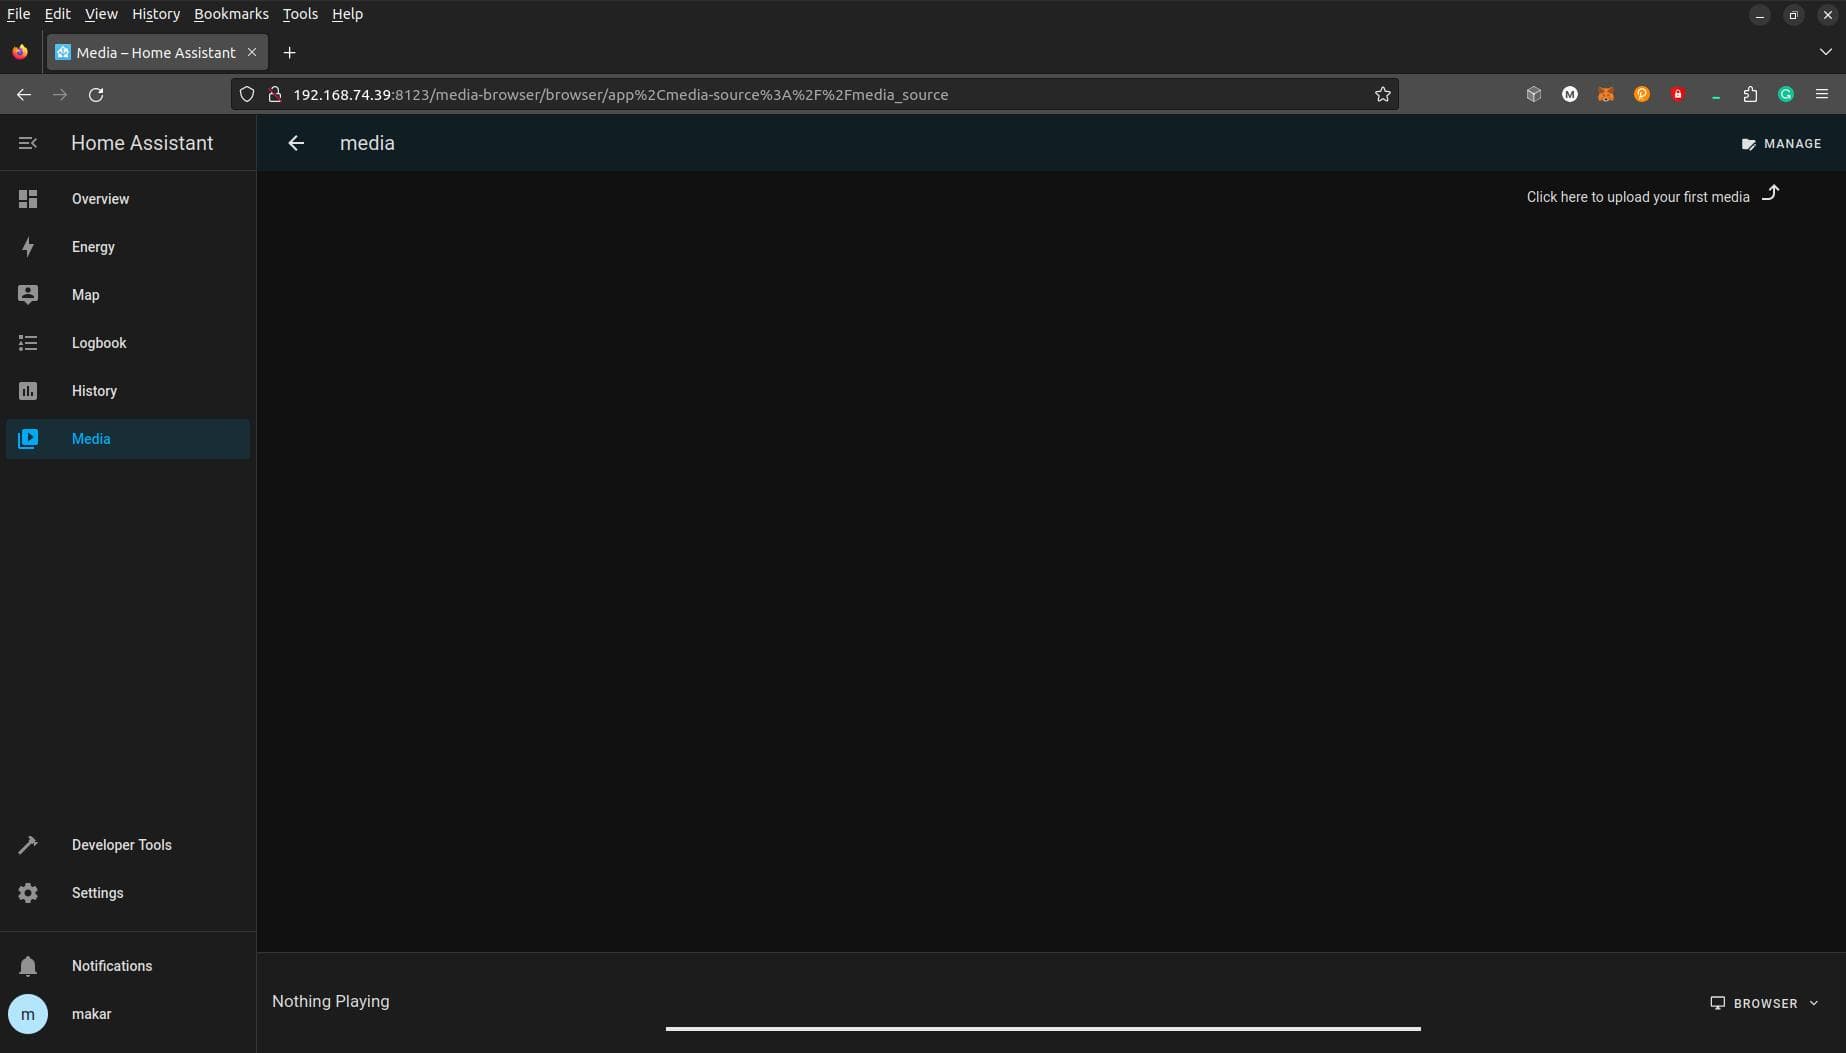 File Edit View History Bookmarks Tools Help
Media – Home Assistant
192.168.74.39:8123/media-browser/browser/app%2Cmedia-source%3A%2F%2Fmedia_source
M
Home Assistant
media
MANAGE
Click here to upload your first media
Overview
Energy
Map
Logbook
History
Media
Developer Tools
Settings
Notifications
m
makar
Nothing Playing
BROWSER